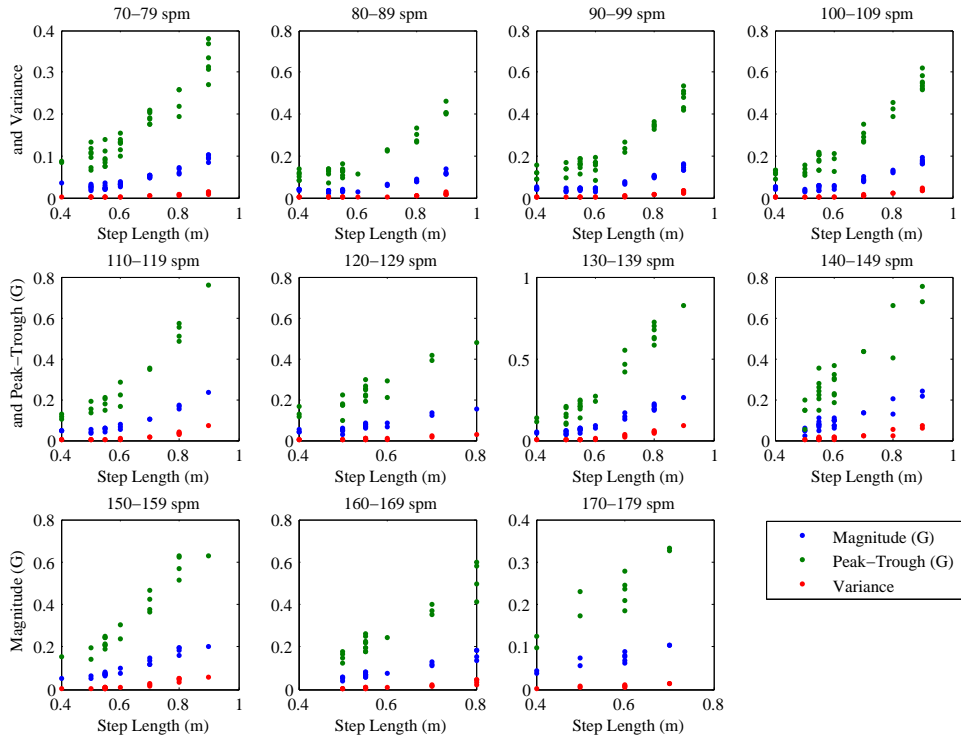 70−79 spm 80−89 spm 90−99 spm 100−109 spm
0.4 0.8 0.8 0.8
0.3 0.6 0.6 0.6
0.2 0.4 0.4 0.4
0.1 0.2 0.2 0.2
0 0 0 0
0.4 0.6 0.8 1 0.4 0.6 0.8 1 0.4 0.6 0.8 1 0.4 0.6 0.8 1
and Variance
Step Length (m) Step Length (m) Step Length (m) Step Length (m)
110−119 spm 120−129 spm 130−139 spm 140−149 spm
0.8 0.8 1 0.8
0.6 0.6 0.6
0.4 0.4 0.5 0.4
0.2 0.2 0.2
0 0 0 0
0.4 0.6 0.8 1 0.4 0.6 0.8 0.4 0.6 0.8 1 0.4 0.6 0.8 1
and Peak−Trough (G)
Step Length (m) Step Length (m) Step Length (m) Step Length (m)
150−159 spm 160−169 spm 170−179 spm
0.8 0.8 0.4
0.6 0.6 0.3
0.4 0.4 0.2
0.2 0.2 0.1
0 0 0
0.4 0.6 0.8 1 0.4 0.6 0.8 0.4 0.6 0.8
Magnitude (G)
Step Length (m) Step Length (m) Step Length (m)
Magnitude (G)
Peak−Trough (G)
Variance